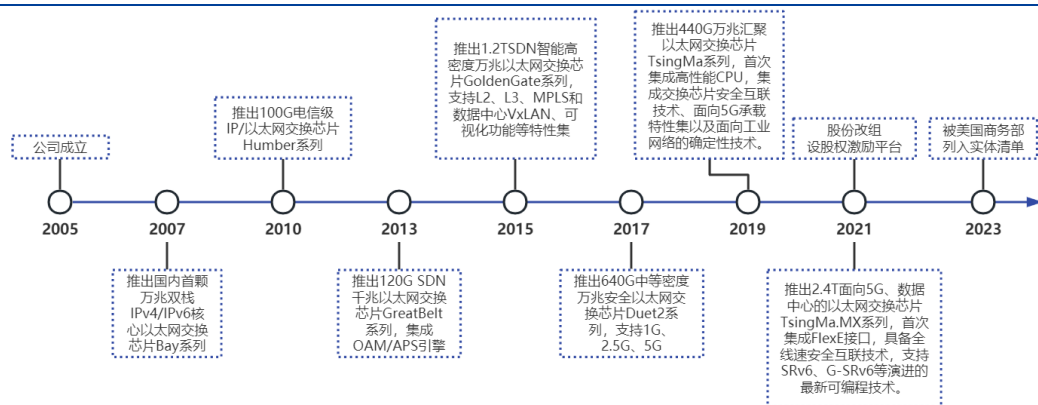 公司成立
推出100G电信级
IP/以太网交换芯片
Humber系列
推出1.2TSDN智能高
密度万兆以太网交换芯
片GoldenGate系列，
支持L2、L3、MPLS和
数据中心VxLAN、可
视化功能等特性集
推出440G万兆汇聚
以太网交换芯片
TsingMa系列，首次
集成高性能CPU，集
成交换芯片安全互联
技术、面向5G承载
特性集以及面向工业
网络的确定性技术。
股份改组
设股权激励平台
被美国商务部
列入实体清单
2005
2007
2010
2013
2015
2017
2019
2021
2023
推出国内首颗
万兆双栈
IPv4/IPv6核
心以太网交换
芯片Bay系列
推出120G SDN
千兆以太网交换
芯片GreatBelt
系列，集成
OAM/APS引擎
推出640G中等密度
万兆安全以太网交
换芯片Duet2系
列，支持1G、
2.5G、5G
推出2.4T面向5G、数据
中心的以太网交换芯片
TsingMa.MX系列，首次
集成FlexE接口，具备全
线速安全互联技术，支持
SRv6、G-SRv6等演进的
最新可编程技术。